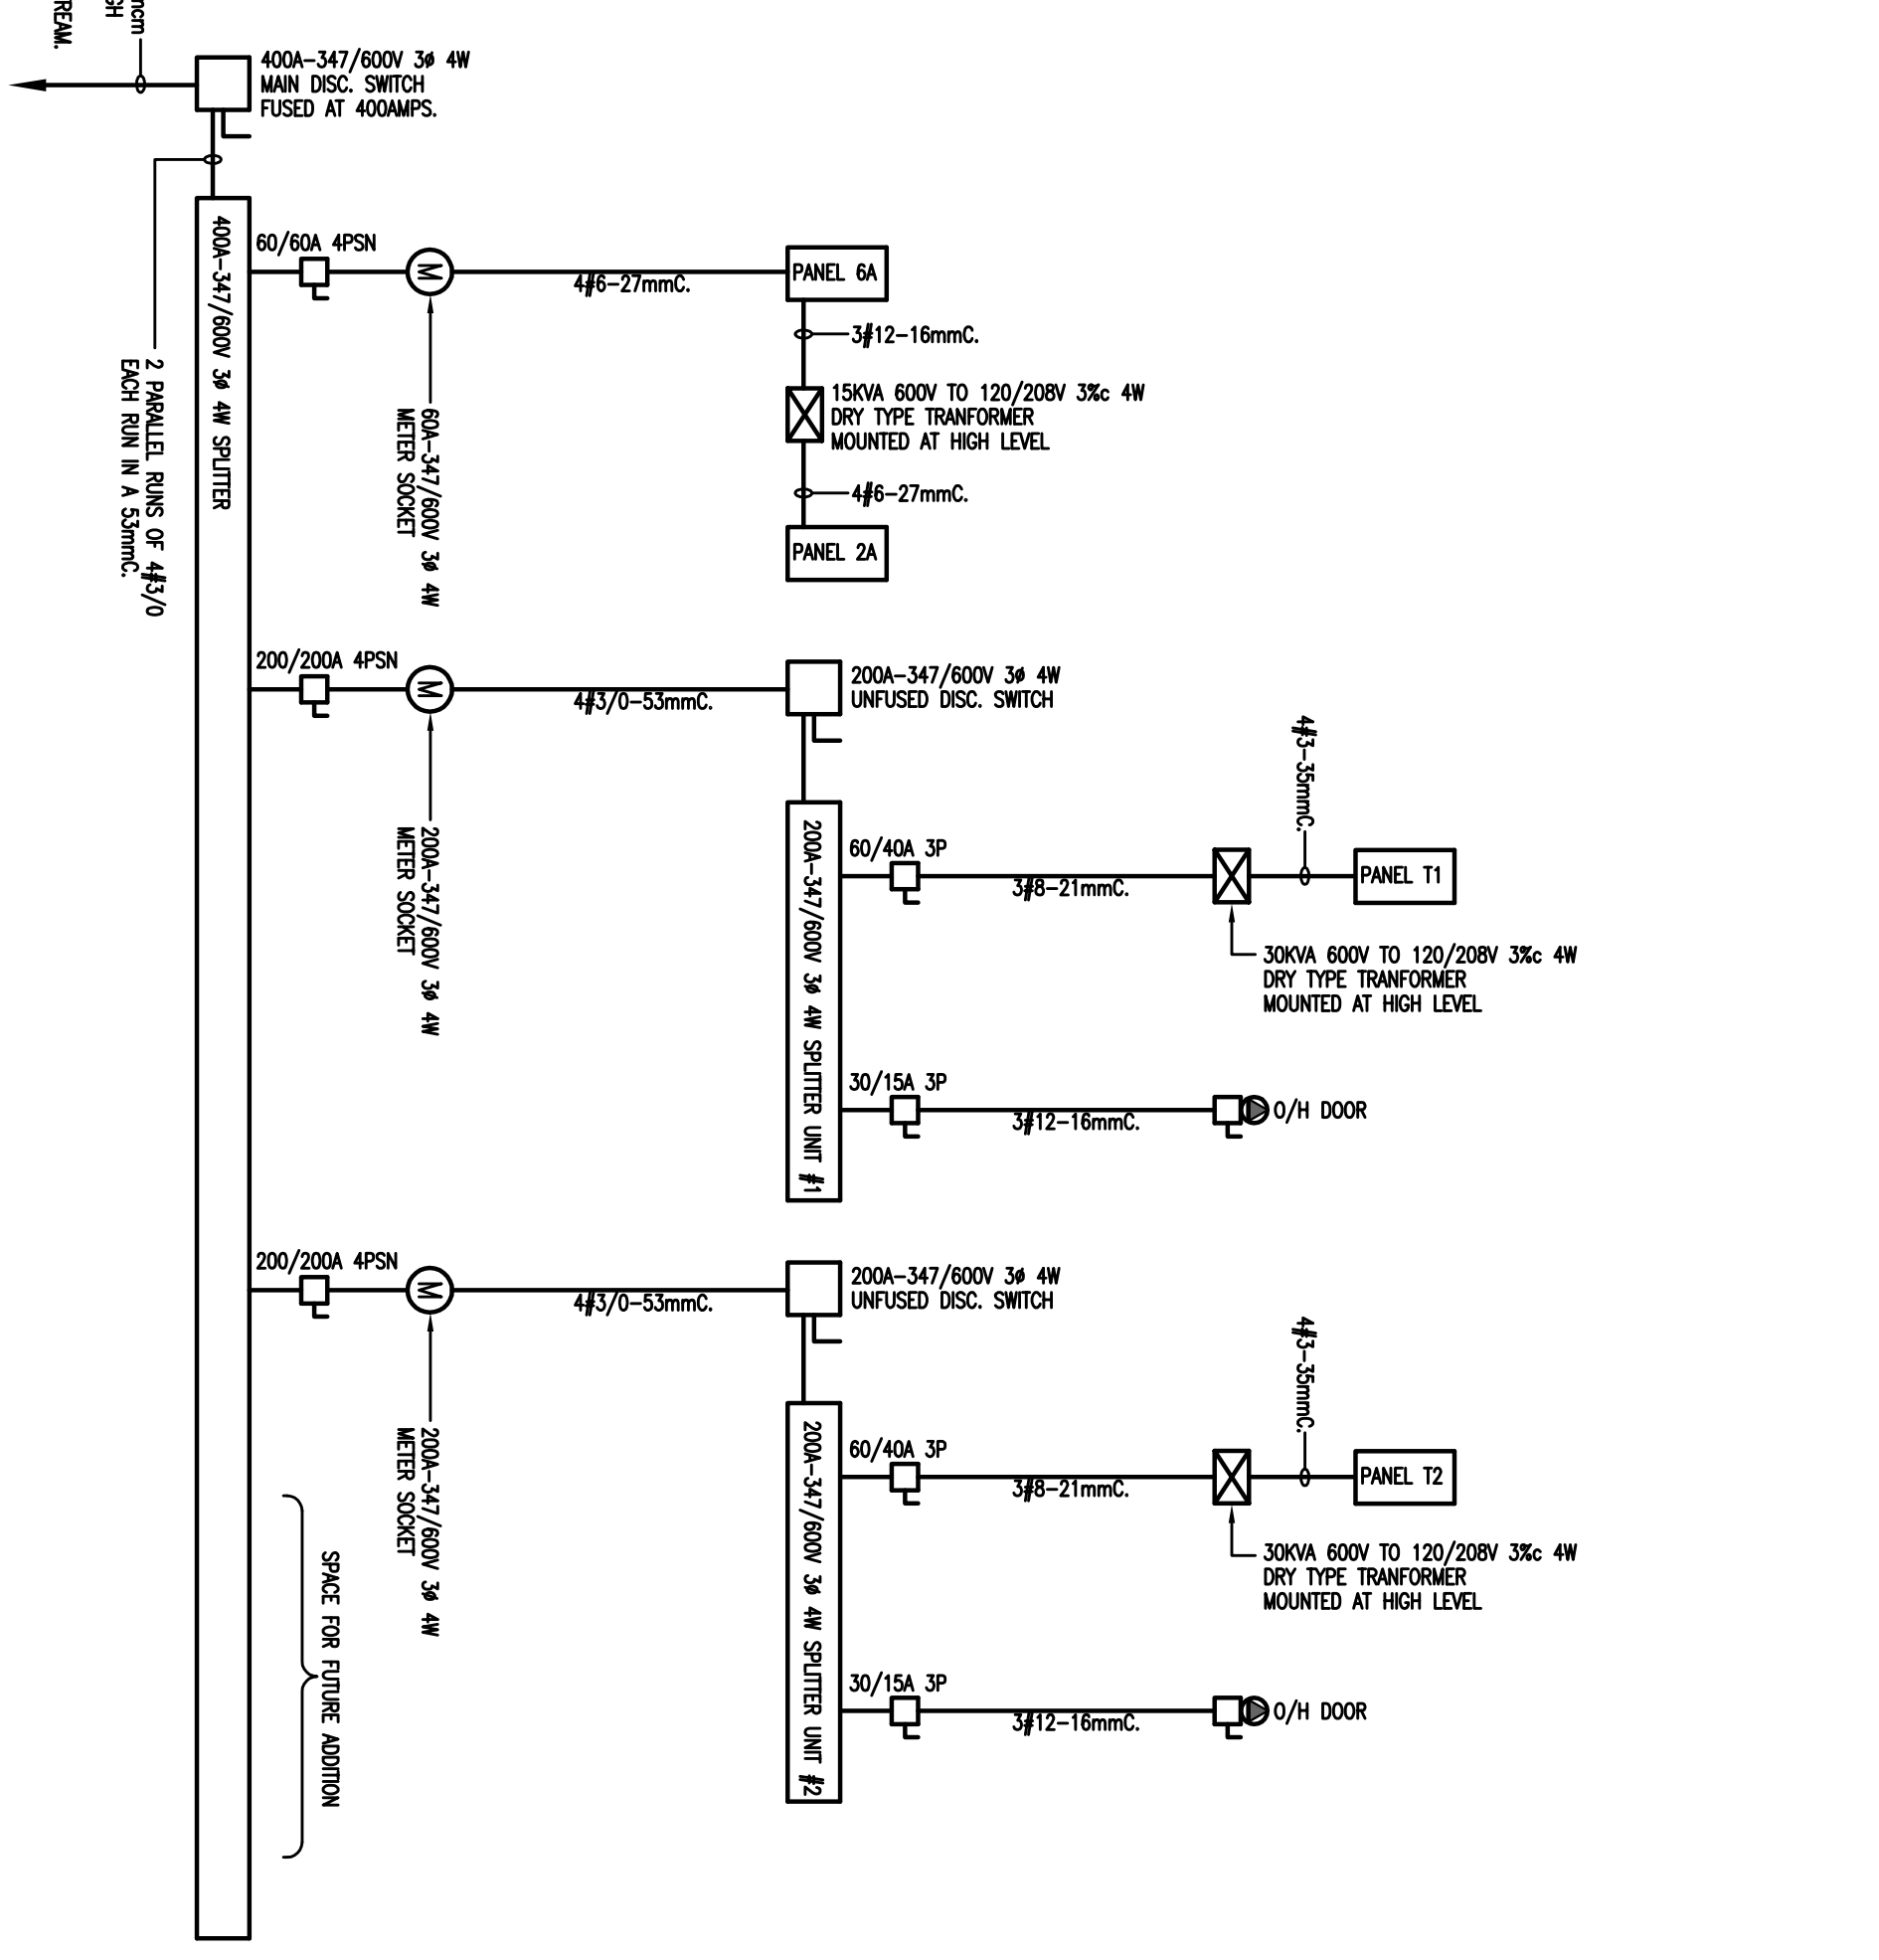 400A-347/600V 3ø 4W
MAIN DISC. SWITCH
FUSED AT 400AMPS.
400A-347/600V 3ø 4W SPLITTER
2 PARALLEL RUNS OF 4#3/0
EACH RUN IN A 53mmC.
60/60A 4PSN
M
4#6-27mmC.
60A-347/600V 3ø 4W
METER SOCKET
PANEL 6A
3#12-16mmC.
15KVA 600V TO 120/208V 3%c 4W
DRY TYPE TRANFORMER
MOUNTED AT HIGH LEVEL
4#6-27mmC.
PANEL 2A
200/200A 4PSN
M
4#3/0-53mmC.
200A-347/600V 3ø 4W
METER SOCKET
200A-347/600V 3ø 4W
UNFUSED DISC. SWITCH
200A-347/600V 3ø 4W SPLITTER UNIT #1
60/40A 3P
3#8-21mmC.
4#3-35mmC.
PANEL T1
30KVA 600V TO 120/208V 3%c 4W
DRY TYPE TRANFORMER
MOUNTED AT HIGH LEVEL
30/15A 3P
3#12-16mmC.
O/H DOOR
200/200A 4PSN
M
4#3/0-53mmC.
200A-347/600V 3ø 4W
METER SOCKET
200A-347/600V 3ø 4W
UNFUSED DISC. SWITCH
200A-347/600V 3ø 4W SPLITTER UNIT #2
60/40A 3P
3#8-21mmC.
4#3-35mmC.
PANEL T2
30KVA 600V TO 120/208V 3%c 4W
DRY TYPE TRANFORMER
MOUNTED AT HIGH LEVEL
30/15A 3P
3#12-16mmC.
O/H DOOR
SPACE FOR FUTURE ADDITION